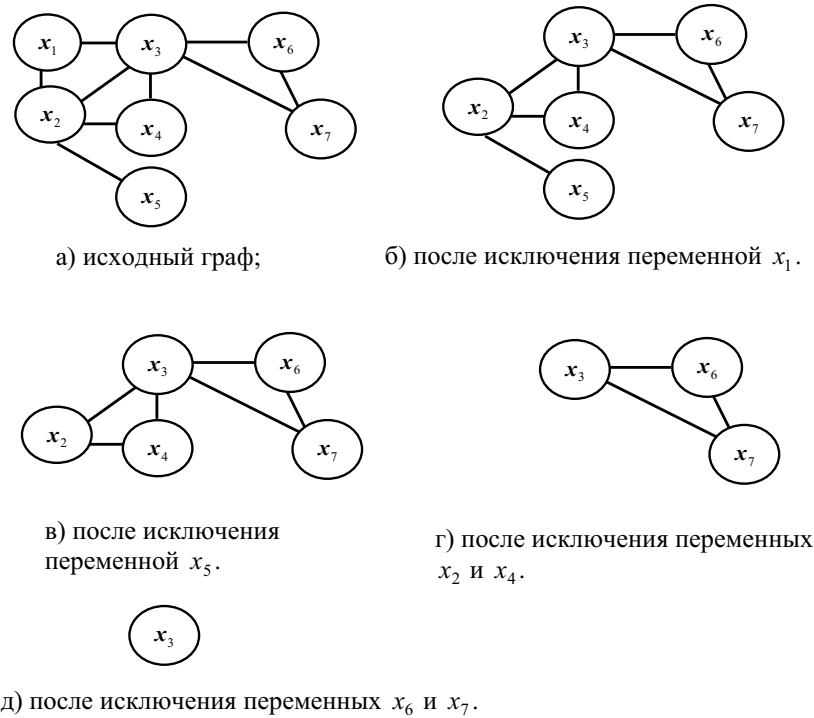 x₁ x₃ x₆
x₂ x₄ x₇
x₅
а) исходный граф;
x₃ x₆
x₂ x₄ x₇
x₅
б) после исключения переменной x₁.
x₃ x₆
x₂ x₄ x₇
в) после исключения
переменной x₅.
x₃ x₆
x₇
г) после исключения переменных
x₂ и x₄.
x₃
д) после исключения переменных x₆ и x₇.